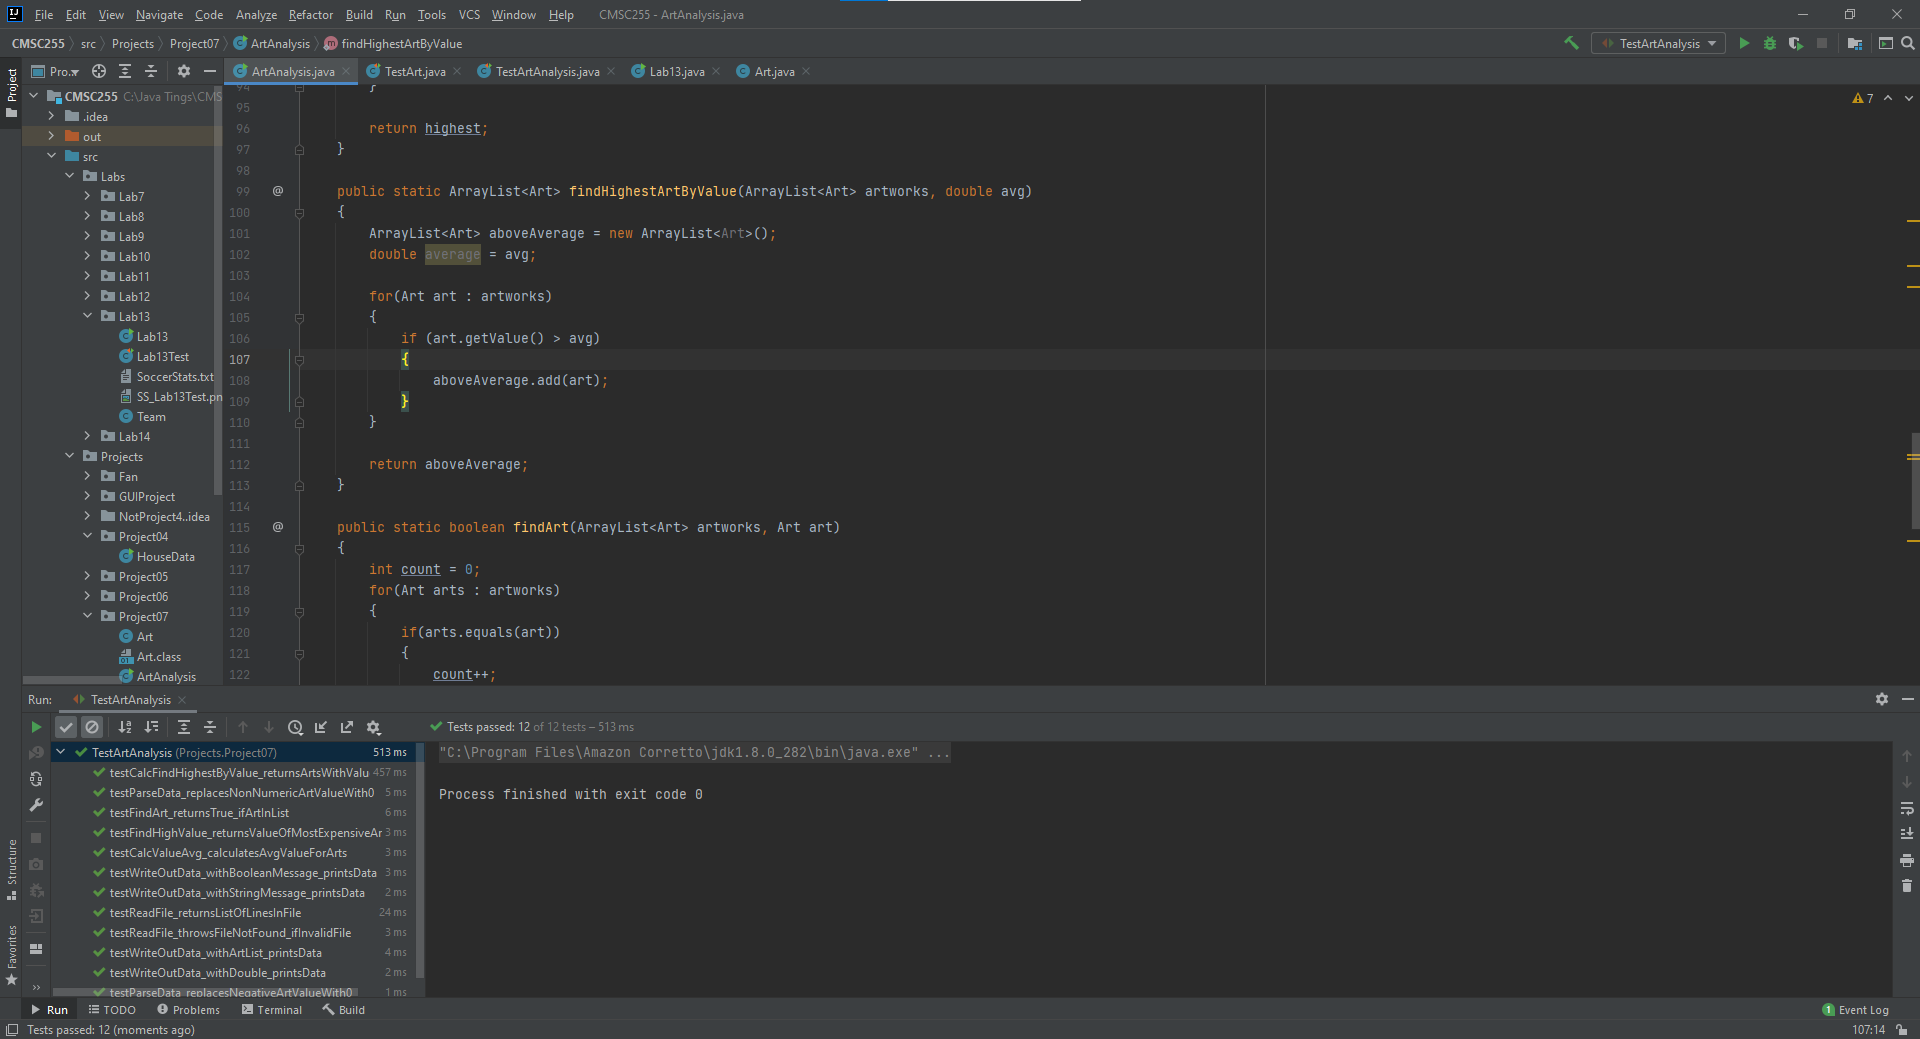 File Edit View Navigate Code Analyze Refactor Build Run Tools VCS Window Help CMSC255 - ArtAnalysis.java
CMSC255 src Projects Project07 ArtAnalysis findHighestArtByValue TestArtAnalysis
Pro... ArtAnalysis.java TestArt.java TestArtAnalysis.java Lab13.java Art.java
Project
CMSC255 C:\Java Tings\CMS
.idea
out
src
Labs
Lab7
Lab8
Lab9
Lab10
Lab11
Lab12
Lab13
Lab13
Lab13Test
SoccerStats.txt
SS_Lab13Test.pn
Team
Lab14
Projects
Fan
GUIProject
NotProject4..idea
Project04
HouseData
Project05
Project06
Project07
Art
Art.class
ArtAnalysis
7
94 }
95
96 return highest;
97 }
98
99 @ public static ArrayList<Art> findHighestArtByValue(ArrayList<Art> artworks, double avg)
100 {
101 ArrayList<Art> aboveAverage = new ArrayList<Art>();
102 double average = avg;
103
104 for(Art art : artworks)
105 {
106 if (art.getValue() > avg)
107 {
108 aboveAverage.add(art);
109 }
110 }
111
112 return aboveAverage;
113 }
114
115 @ public static boolean findArt(ArrayList<Art> artworks, Art art)
116 {
117 int count = 0;
118 for(Art arts : artworks)
119 {
120 if(arts.equals(art))
121 {
122 count++;
Run: TestArtAnalysis
Tests passed: 12 of 12 tests – 513 ms
TestArtAnalysis (Projects.Project07) 513 ms
testCalcFindHighestByValue_returnsArtsWithValu 457 ms
testParseData_replacesNonNumericArtValueWith0 5 ms
testFindArt_returnsTrue_ifArtInList 6 ms
testFindHighValue_returnsValueOfMostExpensiveAr 3 ms
testCalcValueAvg_calculatesAvgValueForArts 3 ms
testWriteOutData_withBooleanMessage_printsData 3 ms
testWriteOutData_withStringMessage_printsData 2 ms
testReadFile_returnsListOfLinesInFile 24 ms
testReadFile_throwsFileNotFound_ifInvalidFile 3 ms
testWriteOutData_withArtList_printsData 4 ms
testWriteOutData_withDouble_printsData 2 ms
testParseData_replacesNegativeArtValueWith0 1 ms
"C:\Program Files\Amazon Corretto\jdk1.8.0_282\bin\java.exe" ...
Process finished with exit code 0
Structure
Favorites
Run TODO Problems Terminal Build 1 Event Log
Tests passed: 12 (moments ago) 107:14